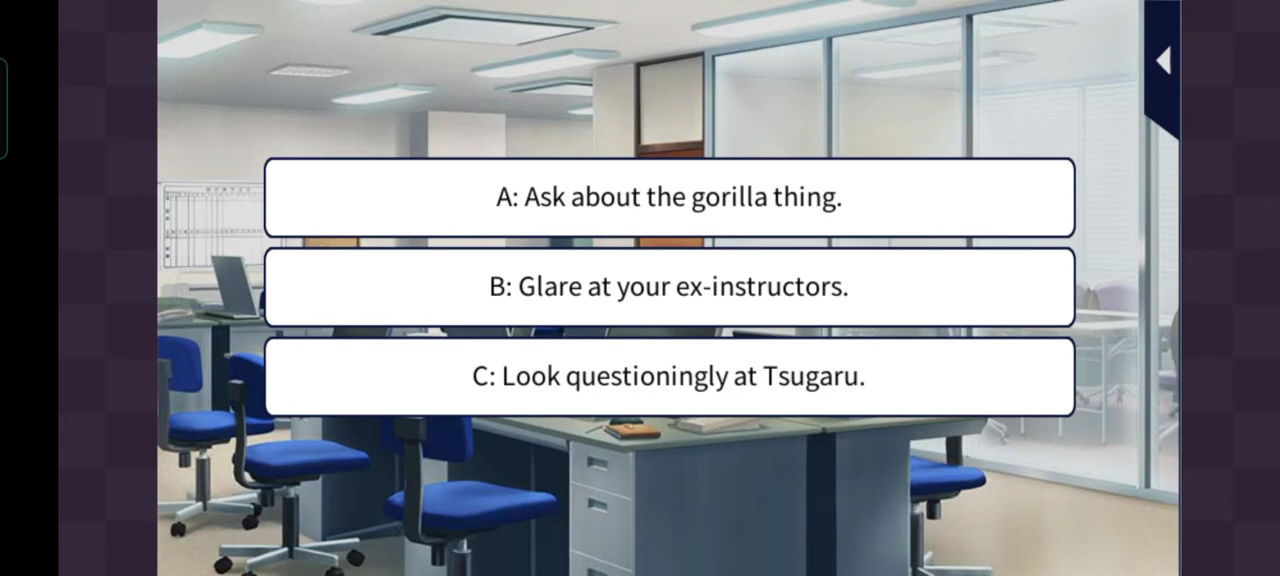 A: Ask about the gorilla thing.
B: Glare at your ex-instructors.
C: Look questioningly at Tsugaru.